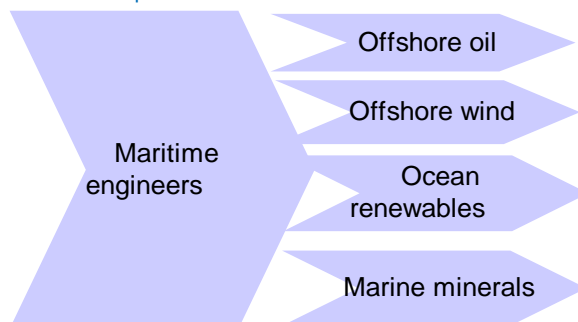 Maritime
engineers
Offshore oil
Offshore wind
Ocean
renewables
Marine minerals